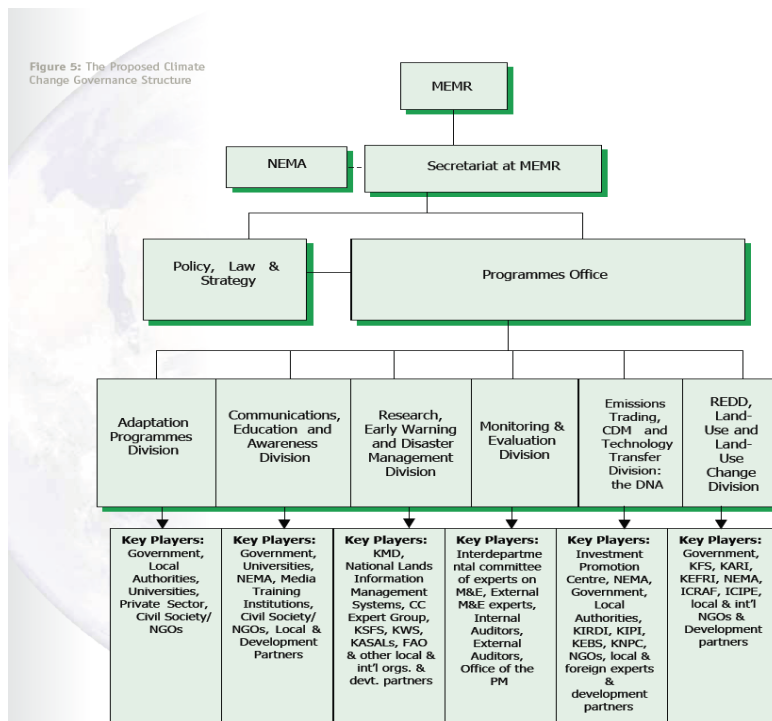 Figure 5: The Proposed Climate
Change Governance Structure
MEMR
NEMA
Secretariat at MEMR
Policy, Law &
Strategy
Programmes Office
Adaptation
Programmes
Division
Communications,
Education and
Awareness
Division
Research,
Early Warning
and Disaster
Management
Division
Monitoring &
Evaluation
Division
Emissions
Trading,
CDM and
Technology
Transfer
Division:
the DNA
REDD,
Land-
Use and
Land-
Use
Change
Division
Key Players:
Government,
Local
Authorities,
Universities,
Private Sector,
Civil Society/
NGOs
Key Players:
Government,
Universities,
NEMA, Media
Training
Institutions,
Civil Society/
NGOs, Local &
Development
Partners
Key Players:
KMD,
National Lands
Information
Management
Systems, CC
Expert Group,
KSFS, KWS,
KASALs, FAO
& other local &
int'l orgs. &
devt. partners
Key Players:
Interdepartme
ntal committee
of experts on
M&E, External
M&E experts,
Internal
Auditors,
External
Auditors,
Office of the
PM
Key Players:
Investment
Promotion
Centre, NEMA,
Government,
Local
Authorities,
KIRDI, KIPI,
KEBS, KNPC,
NGOs, local &
foreign experts
&
development
partners
Key Players:
Government,
KFS, KARI,
KEFRI, NEMA,
ICRAF, ICIPE,
local & int'l
NGOs &
Development
partners